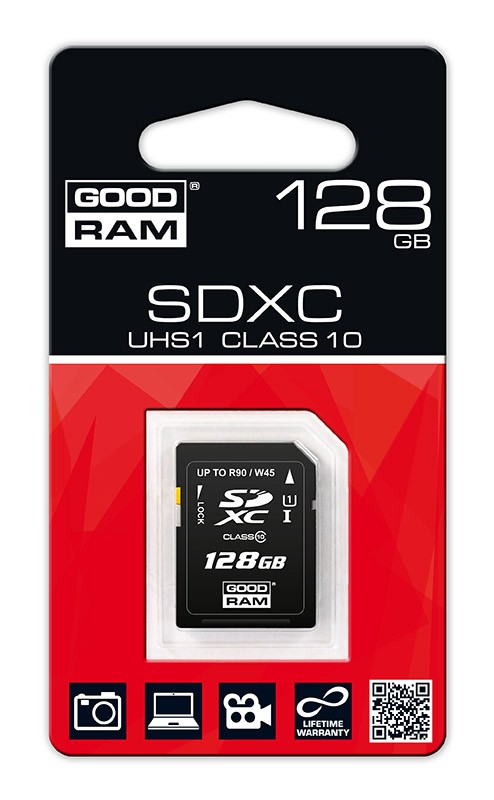 GOOD®
RAM
128
GB
SDXC
UHS1 CLASS 10
UP TO R90 / W45
LOCK
SD
XC
1
I
CLASS 10
128GB
GOOD®
RAM
LIFETIME
WARRANTY